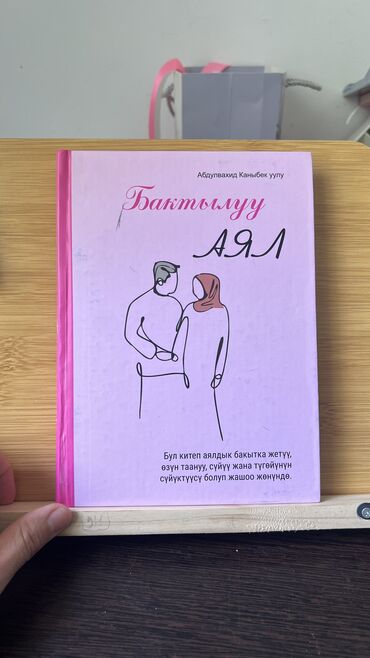 Абдулвахид Каныбек уулу
Бактылуу
АЯЛ
Бул китеп аялдык бакытка жетүү,
өзүн таануу, сүйүү жана түгөйүнүн
сүйүктүүсү болуп жашоо жөнүндө.